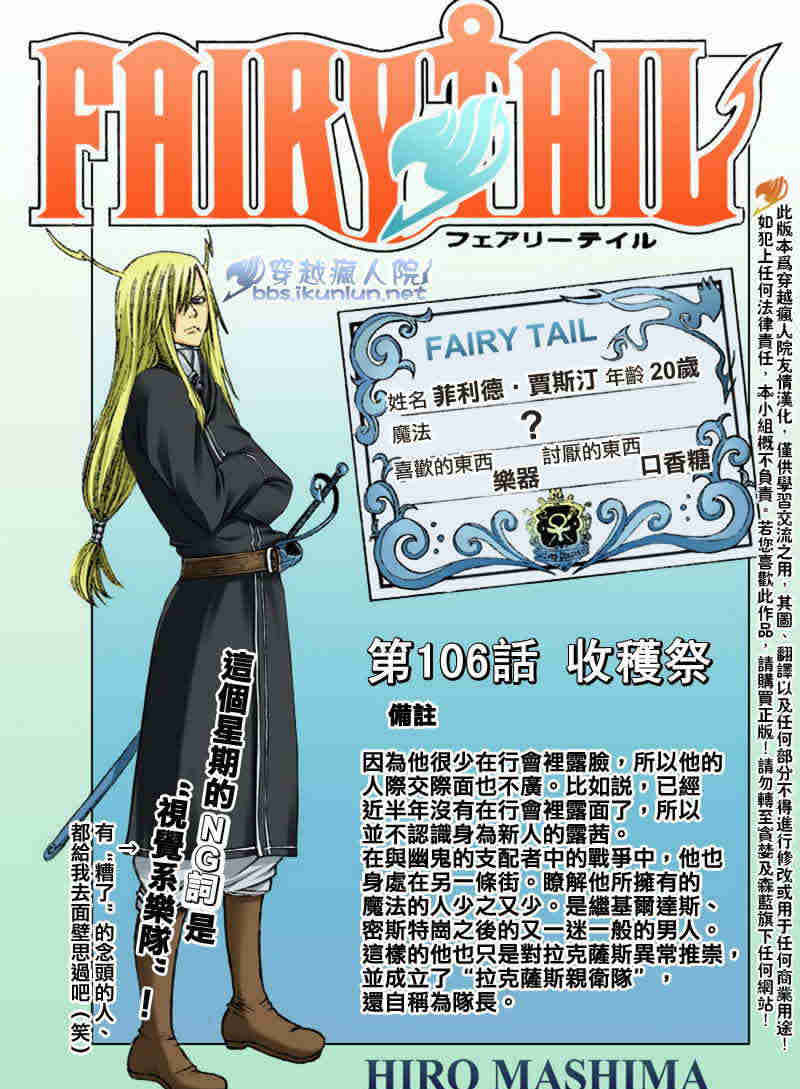 FAIRY TAIL
フェアリーテイル
穿越瘋人院
bbs.ikunlun.net
FAIRY TAIL
姓名 菲利德·賈斯汀 年齡 20歲
魔法 ?
喜歡的東西 樂器 討厭的東西 口香糖
第106話 收穫祭
備註
因為他很少在行會裡露臉，所以他的
人際交際面也不廣。比如説，已經
近半年沒有在行會裡露面了，所以
並不認識身為新人的露茜。
在與幽鬼的支配者中的戰爭中，他也
身處在另一條街。瞭解他所擁有的
魔法的人少之又少。是繼基爾達斯、
密斯特崗之後的又一迷一般的男人。
這樣的他也只是對拉克薩斯異常推崇，
並成立了“拉克薩斯親衛隊”，
還自稱為隊長。
這個星期的NG詞是
“視覺系樂隊”！
→
有“糟了”的念頭的人、
都給我去面壁思過吧（笑）
此版本爲穿越瘋人院友情漢化，僅供學習交流之用，其圖、翻譯以及任何部分不得進行修改或用于任何商業用途！
如犯上任何法律責任，本小組概不負責。若您喜歡此作品，請購買正版！請勿轉至貪婪及森藍旗下任何網站！
HIRO MASHIMA